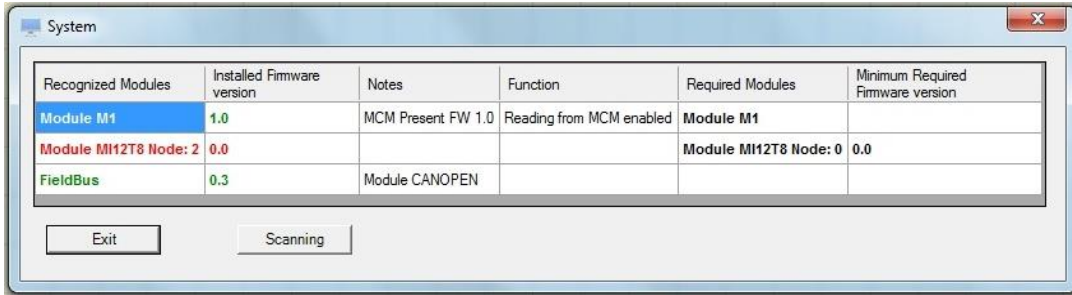 System
Recognized Modules Installed Firmware version Notes Function Required Modules Minimum Required Firmware version
Module M1 1.0 MCM Present FW 1.0 Reading from MCM enabled Module M1
Module MI12T8 Node: 2 0.0 Module MI12T8 Node: 0 0.0
FieldBus 0.3 Module CANOPEN
Exit Scanning